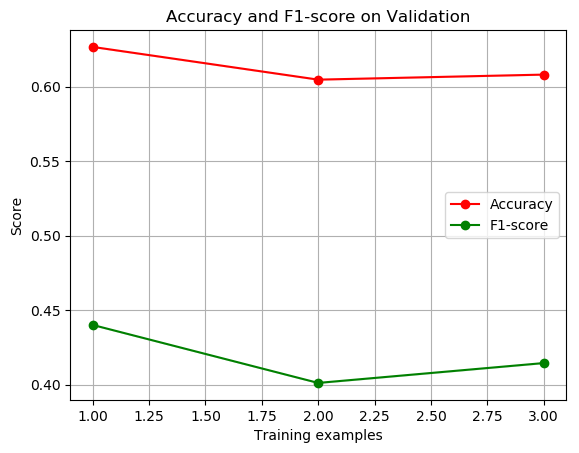 Accuracy and F1-score on Validation
0.60
0.55
0.50
0.45
0.40
Score
Accuracy
F1-score
1.00 1.25 1.50 1.75 2.00 2.25 2.50 2.75 3.00
Training examples